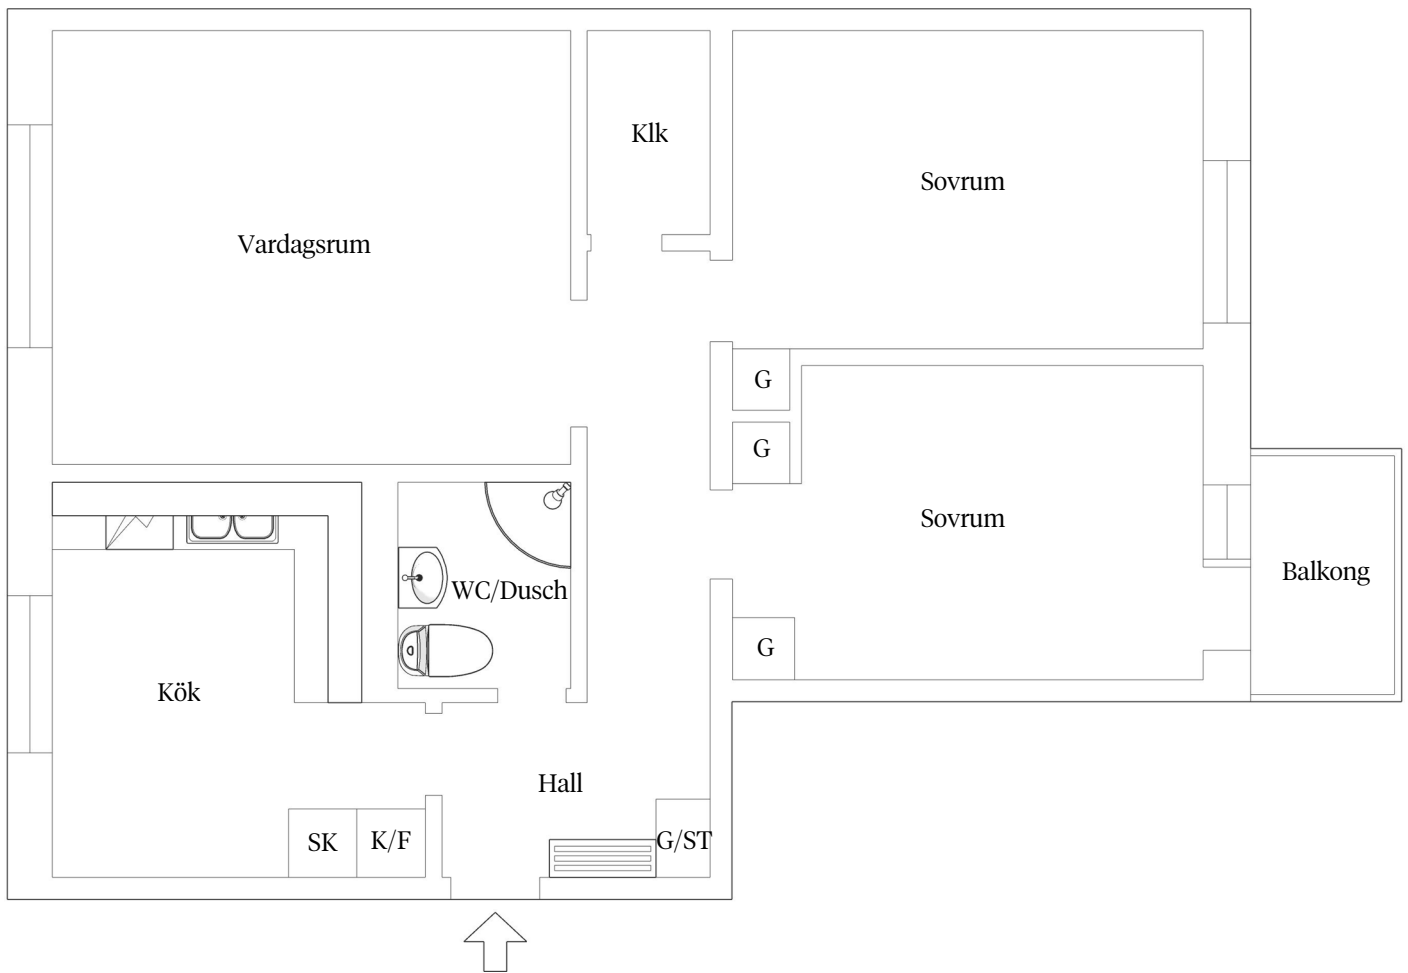 Klk
Sovrum
Vardagsrum
G
G
Sovrum
Balkong
WC/Dusch
G
Kök
Hall
SK
K/F
G/ST